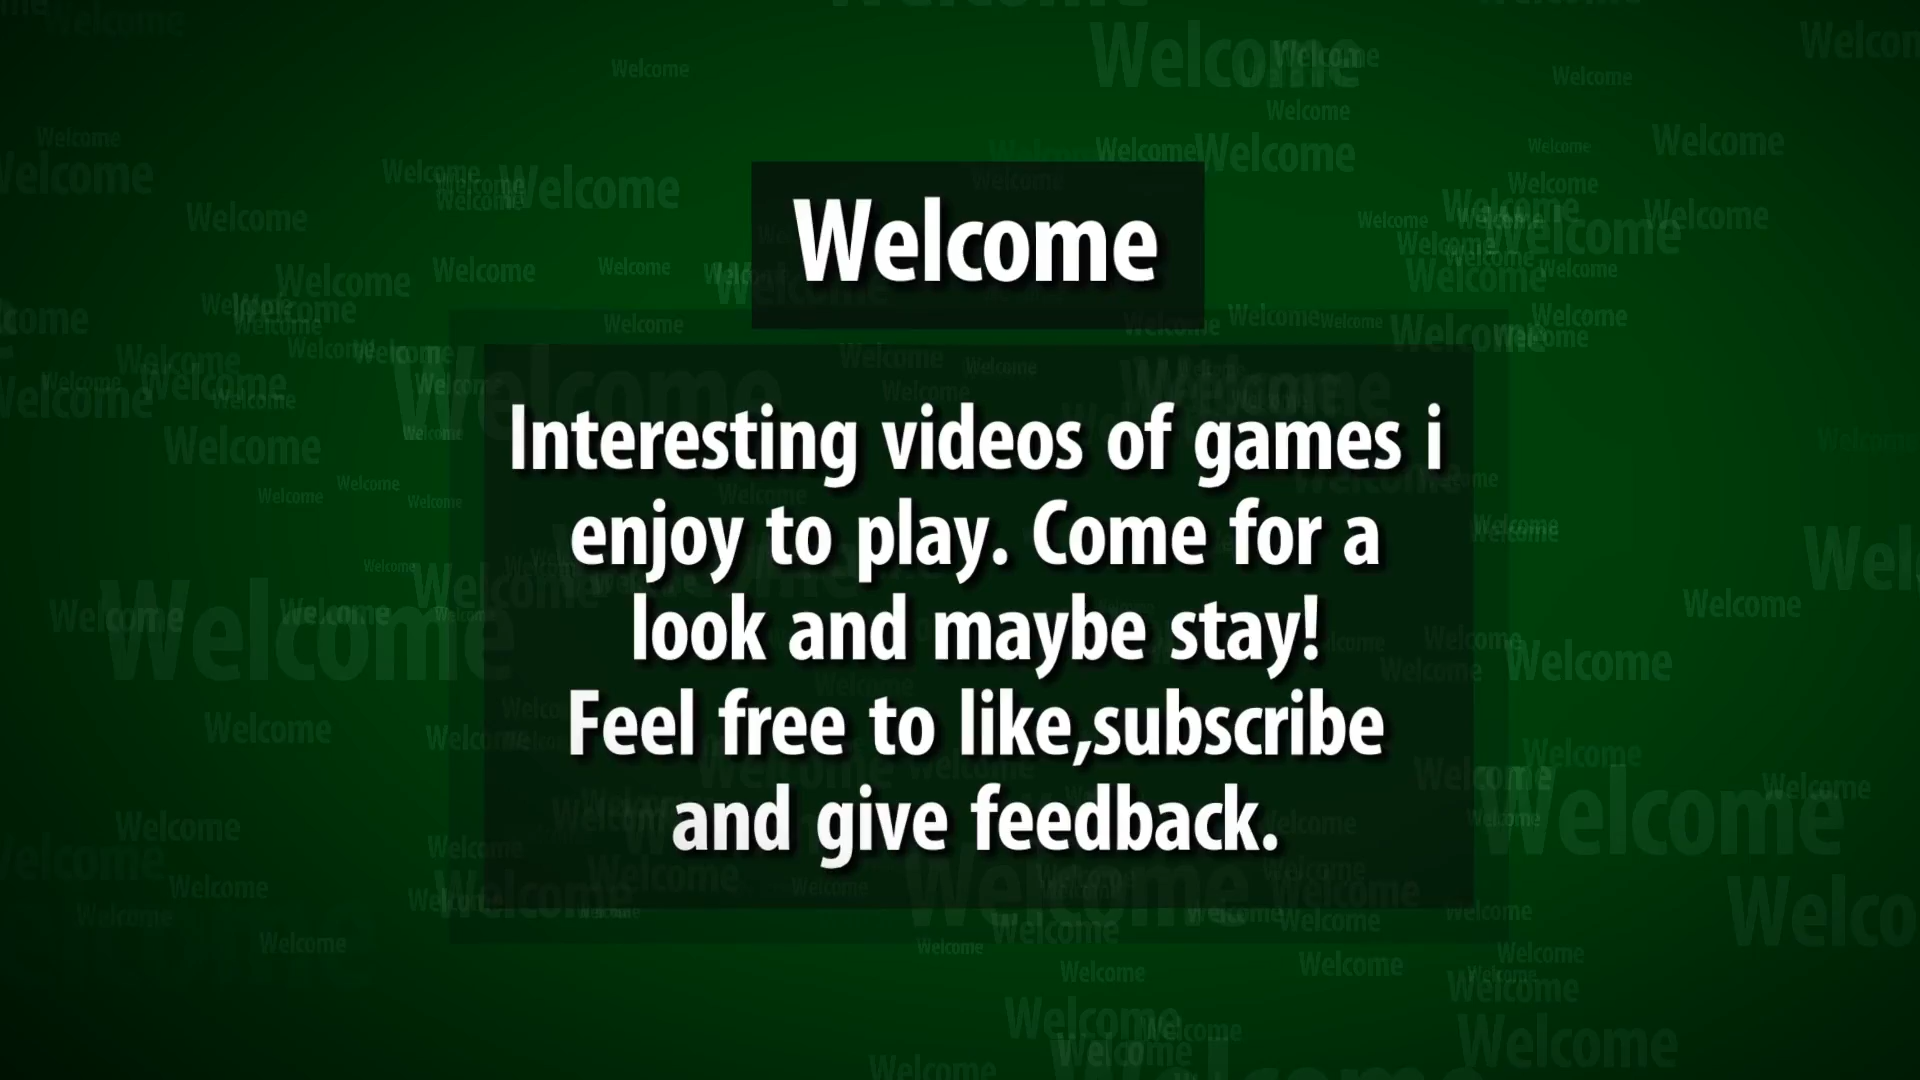 Welcome
Interesting videos of games i
enjoy to play. Come for a
look and maybe stay!
Feel free to like,subscribe
and give feedback.